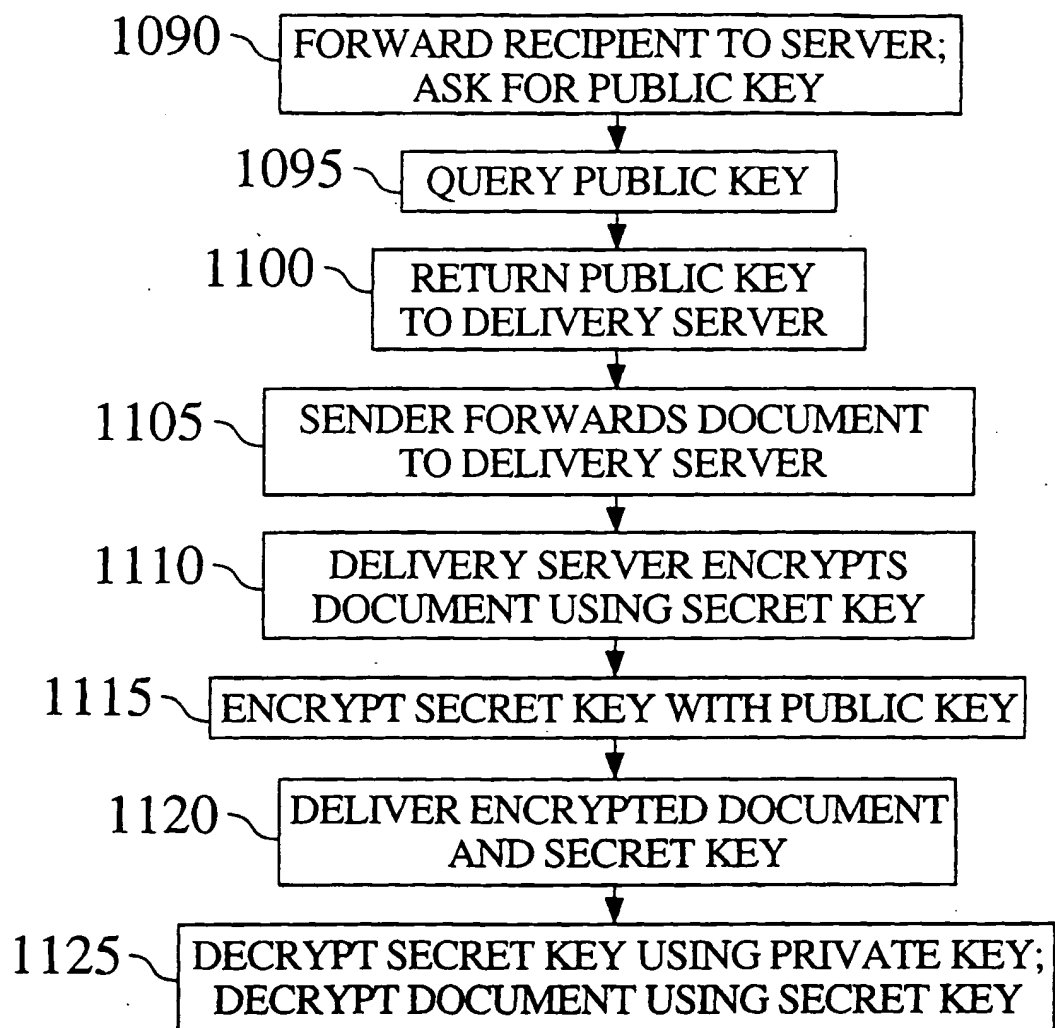 1090
FORWARD RECIPIENT TO SERVER;
ASK FOR PUBLIC KEY
1095
QUERY PUBLIC KEY
1100
RETURN PUBLIC KEY
TO DELIVERY SERVER
1105
SENDER FORWARDS DOCUMENT
TO DELIVERY SERVER
1110
DELIVERY SERVER ENCRYPTS
DOCUMENT USING SECRET KEY
1115
ENCRYPT SECRET KEY WITH PUBLIC KEY
1120
DELIVER ENCRYPTED DOCUMENT
AND SECRET KEY
1125
DECRYPT SECRET KEY USING PRIVATE KEY;
DECRYPT DOCUMENT USING SECRET KEY